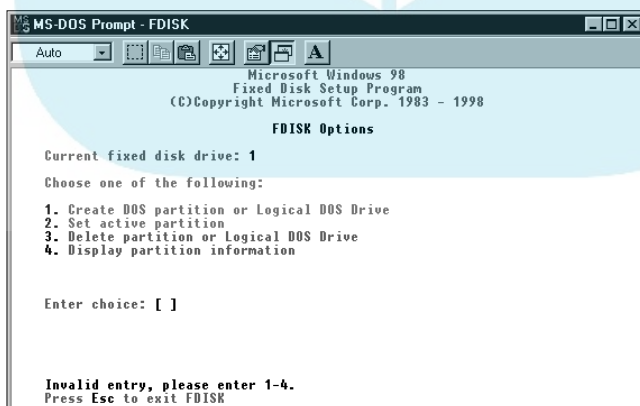 MS-DOS Prompt - FDISK
Auto
A
Microsoft Windows 98
Fixed Disk Setup Program
(C)Copyright Microsoft Corp. 1983 - 1998
FDISK Options
Current fixed disk drive: 1
Choose one of the following:
1. Create DOS partition or Logical DOS Drive
2. Set active partition
3. Delete partition or Logical DOS Drive
4. Display partition information
Enter choice: [ ]
Invalid entry, please enter 1-4.
Press Esc to exit FDISK